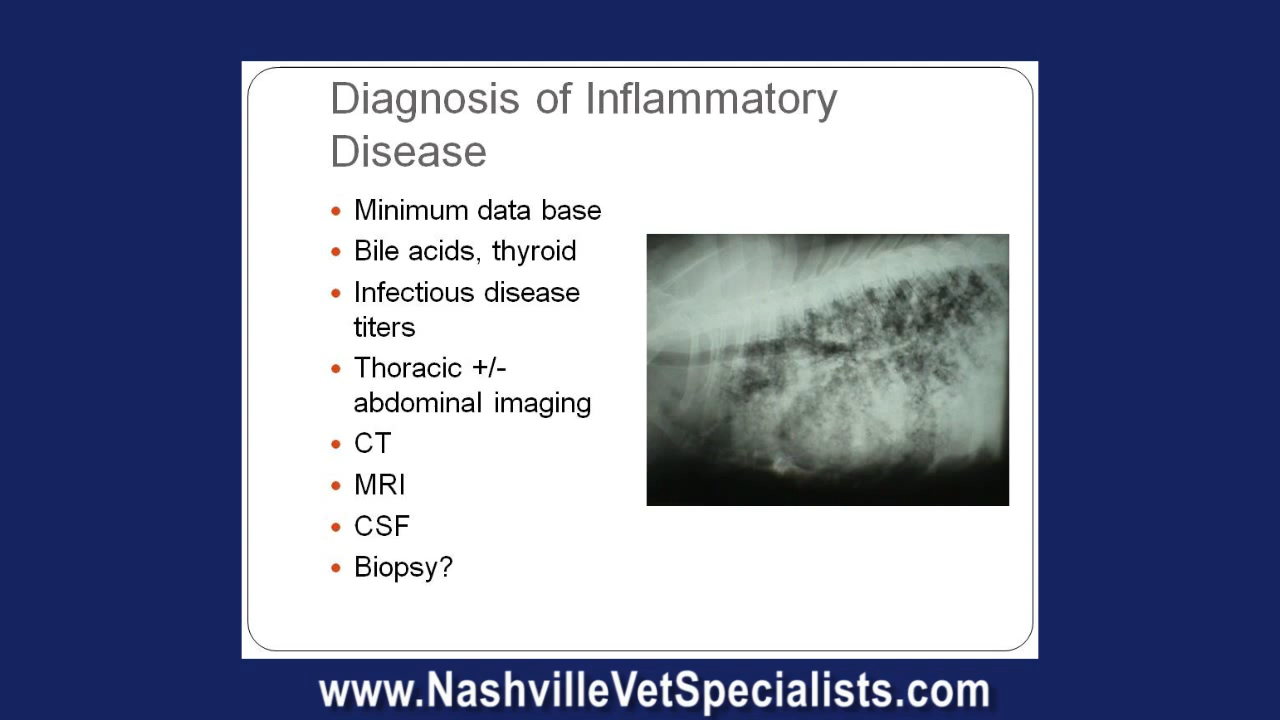 Diagnosis of Inflammatory
Disease
• Minimum data base
• Bile acids, thyroid
• Infectious disease
titers
• Thoracic +/-
abdominal imaging
• CT
• MRI
• CSF
• Biopsy?
www.NashvilleVetSpecialists.com